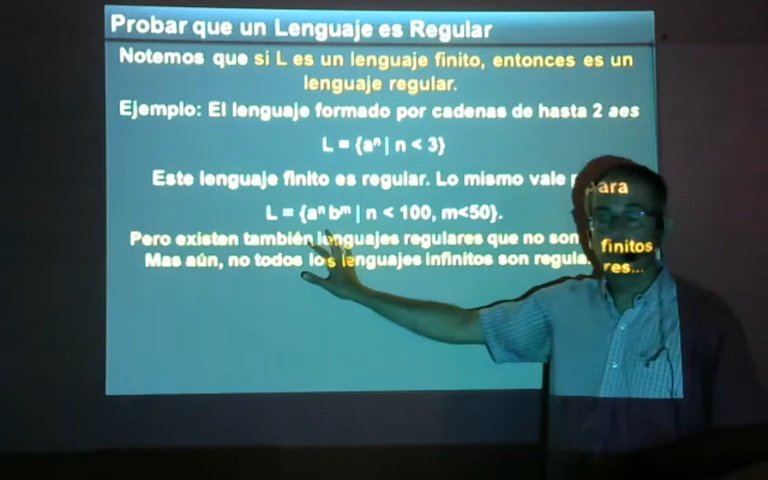 Probar que un Lenguaje es Regular
Notemos que si L es un lenguaje finito, entonces es un
lenguaje regular.
Ejemplo: El lenguaje formado por cadenas de hasta 2 aes
L = {aⁿ | n < 3}
Este lenguaje finito es regular. Lo mismo vale para
L = {aⁿ bᵐ | n < 100, m<50}.
Pero existen también lenguajes regulares que no son finitos
Mas aún, no todos los lenguajes infinitos son regulares...